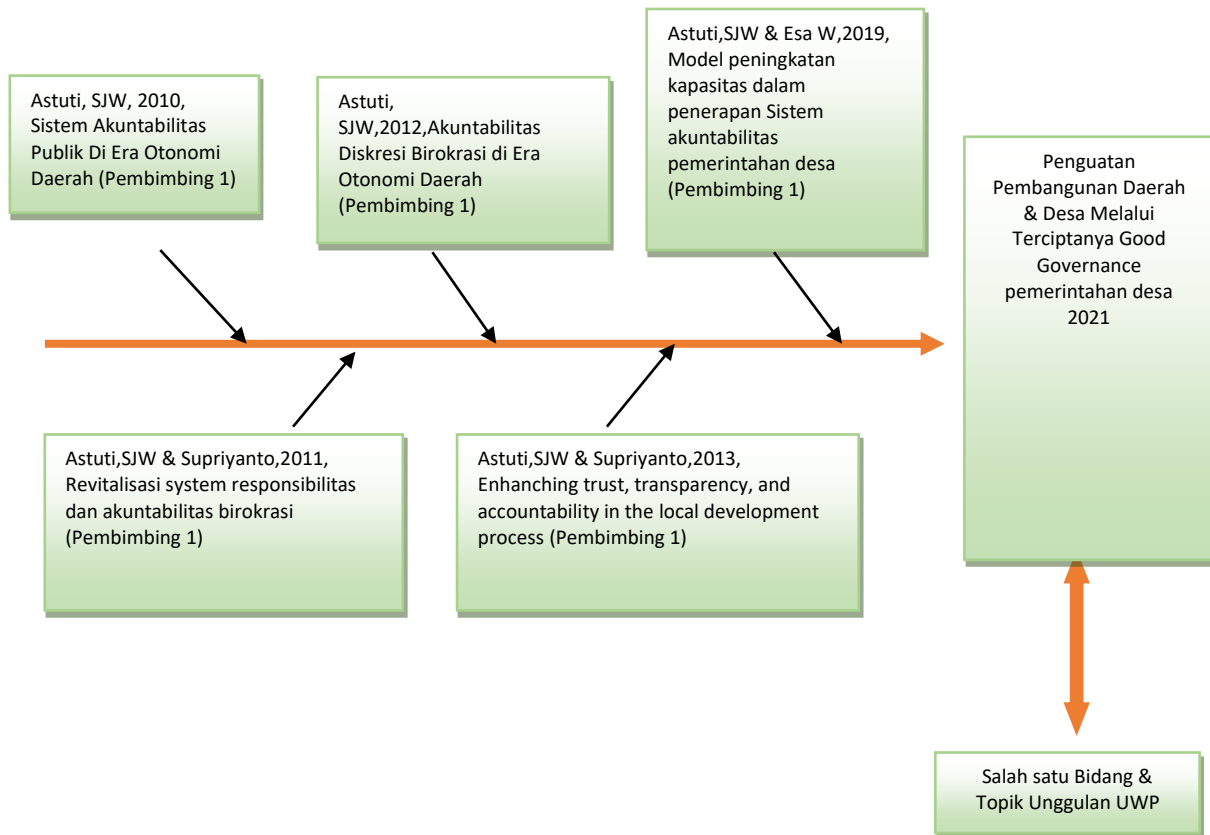 Astuti, SJW, 2010,
Sistem Akuntabilitas
Publik Di Era Otonomi
Daerah (Pembimbing 1)
Astuti,
SJW,2012,Akuntabilitas
Diskresi Birokrasi di Era
Otonomi Daerah
(Pembimbing 1)
Astuti,SJW & Esa W,2019,
Model peningkatan
kapasitas dalam
penerapan Sistem
akuntabilitas
pemerintahan desa
(Pembimbing 1)
Penguatan
Pembangunan Daerah
& Desa Melalui
Terciptanya Good
Governance
pemerintahan desa
2021
Astuti,SJW & Supriyanto,2011,
Revitalisasi system responsibilitas
dan akuntabilitas birokrasi
(Pembimbing 1)
Astuti,SJW & Supriyanto,2013,
Enhanching trust, transparency, and
accountability in the local development
process (Pembimbing 1)
Salah satu Bidang &
Topik Unggulan UWP